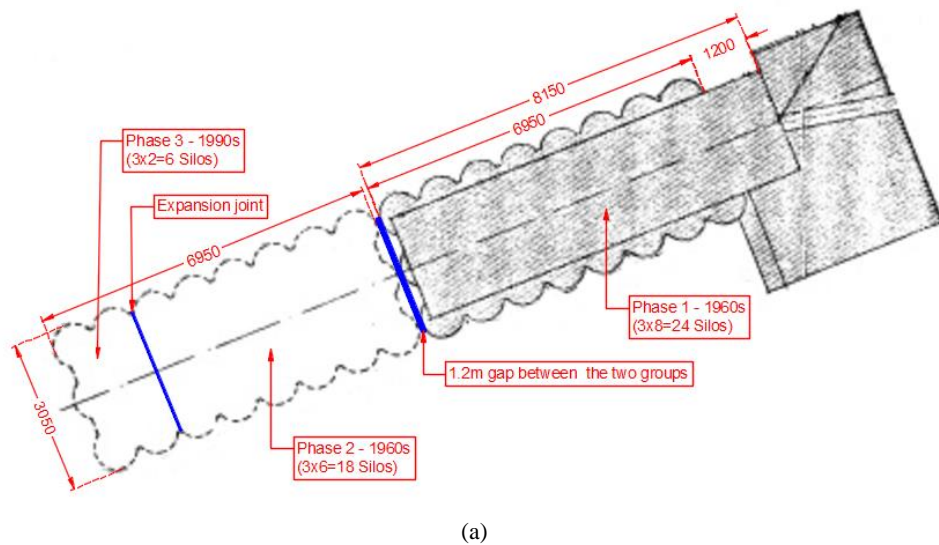 1200
8150
6950
Phase 3 - 1990s
(3x2=6 Silos)
Expansion joint
6950
Phase 1 - 1960s
(3x8=24 Silos)
1.2m gap between the two groups
3050
Phase 2 - 1960s
(3x6=18 Silos)
(a)